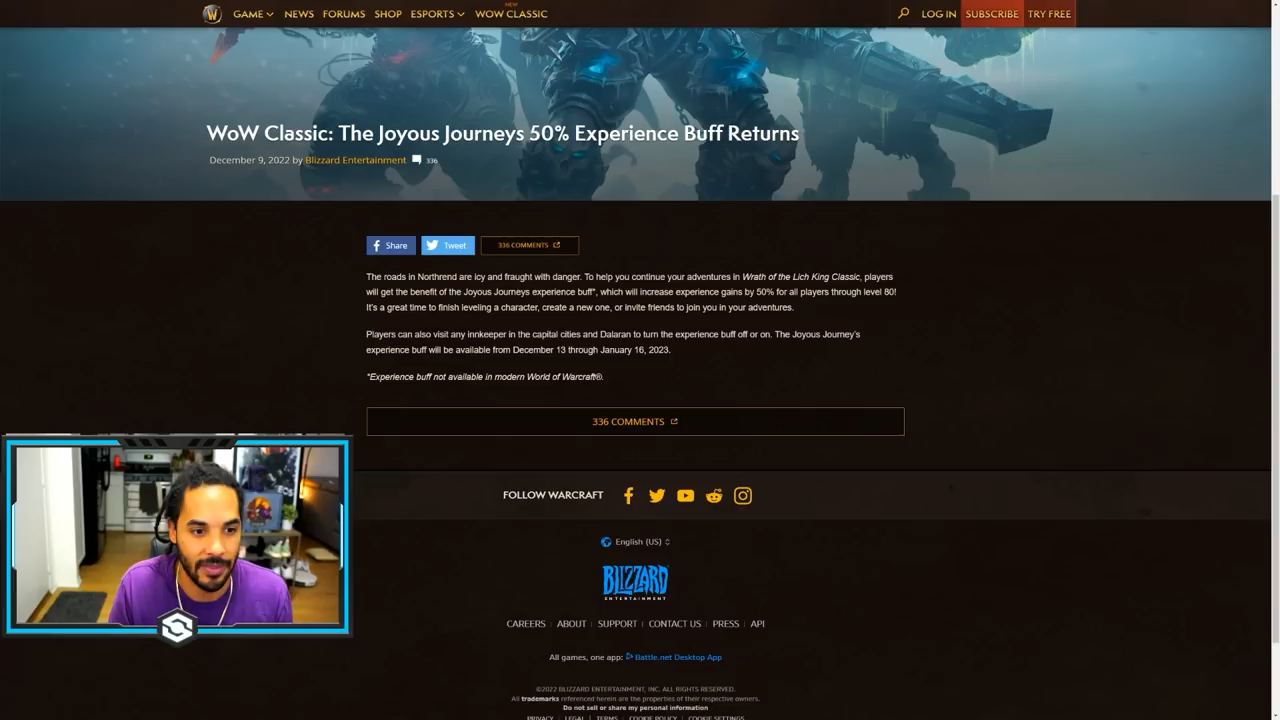 GAME NEWS FORUMS SHOP ESPORTS NEW WOW CLASSIC LOG IN SUBSCRIBE TRY FREE
WoW Classic: The Joyous Journeys 50% Experience Buff Returns
December 9, 2022 by Blizzard Entertainment 336
Share Tweet 336 COMMENTS
The roads in Northrend are icy and fraught with danger. To help you continue your adventures in Wrath of the Lich King Classic, players
will get the benefit of the Joyous Journeys experience buff*, which will increase experience gains by 50% for all players through level 80!
It's a great time to finish leveling a character, create a new one, or invite friends to join you in your adventures.
Players can also visit any innkeeper in the capital cities and Dalaran to turn the experience buff off or on. The Joyous Journey's
experience buff will be available from December 13 through January 16, 2023.
*Experience buff not available in modern World of Warcraft®.
336 COMMENTS
FOLLOW WARCRAFT
English (US)
BLIZZARD
ENTERTAINMENT
CAREERS ABOUT SUPPORT CONTACT US PRESS API
All games, one app: Battle.net Desktop App
©2022 BLIZZARD ENTERTAINMENT, INC. ALL RIGHTS RESERVED.
All trademarks referenced herein are the properties of their respective owners.
Do not sell or share my personal information
PRIVACY LEGAL TERMS COOKIE POLICY COOKIE SETTINGS